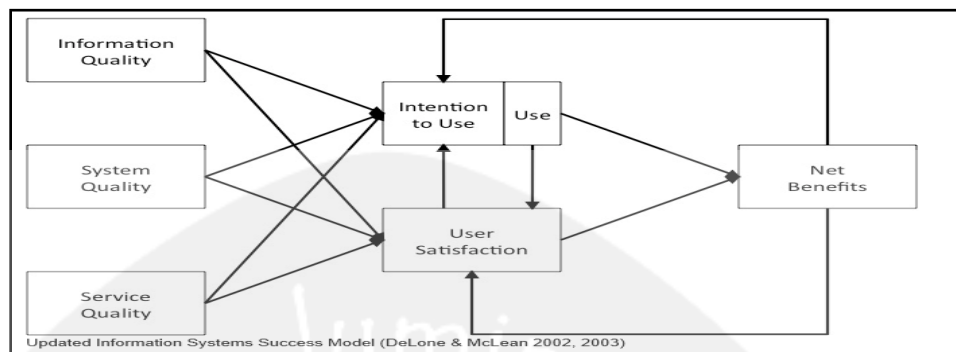 Information
Quality
Intention
to Use
Use
System
Quality
Net
Benefits
User
Satisfaction
Service
Quality
Updated Information Systems Success Model (DeLone & McLean 2002, 2003)